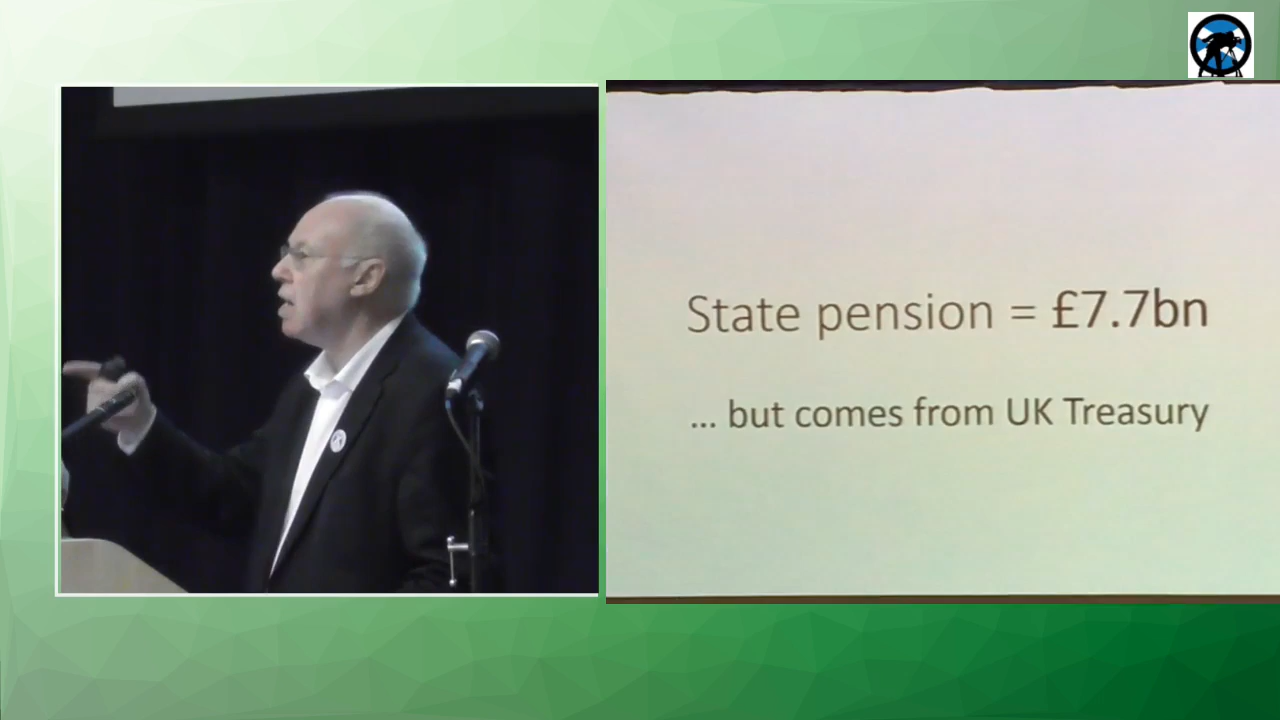 State pension = £7.7bn
... but comes from UK Treasury